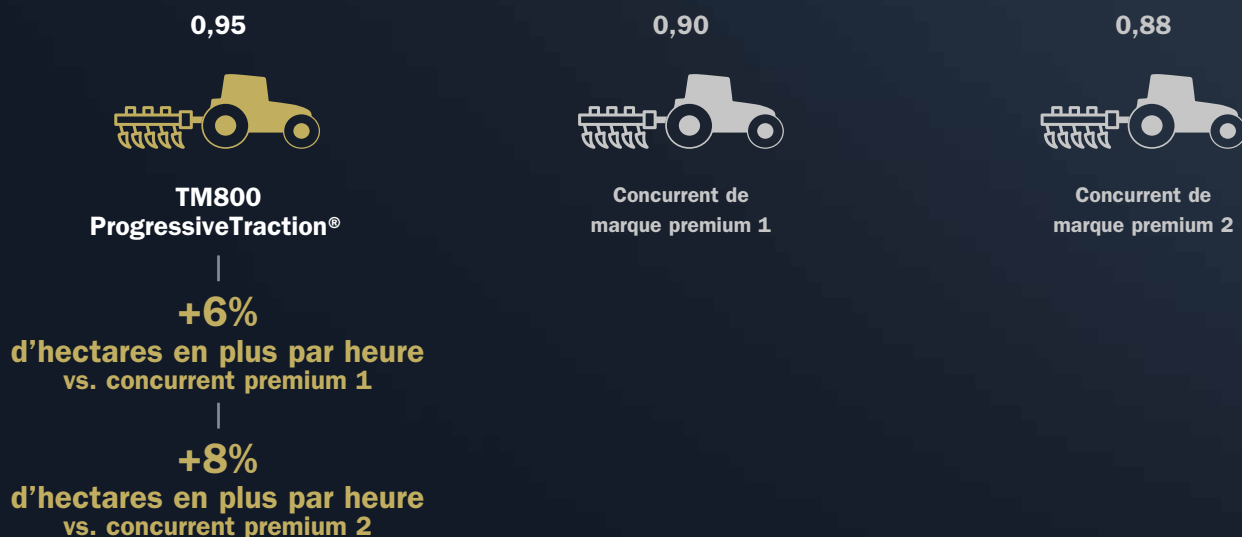 0,95
0,90
0,88
TM800
ProgressiveTraction®
Concurrent de
marque premium 1
Concurrent de
marque premium 2
+6%
d’hectares en plus par heure
vs. concurrent premium 1
+8%
d’hectares en plus par heure
vs. concurrent premium 2